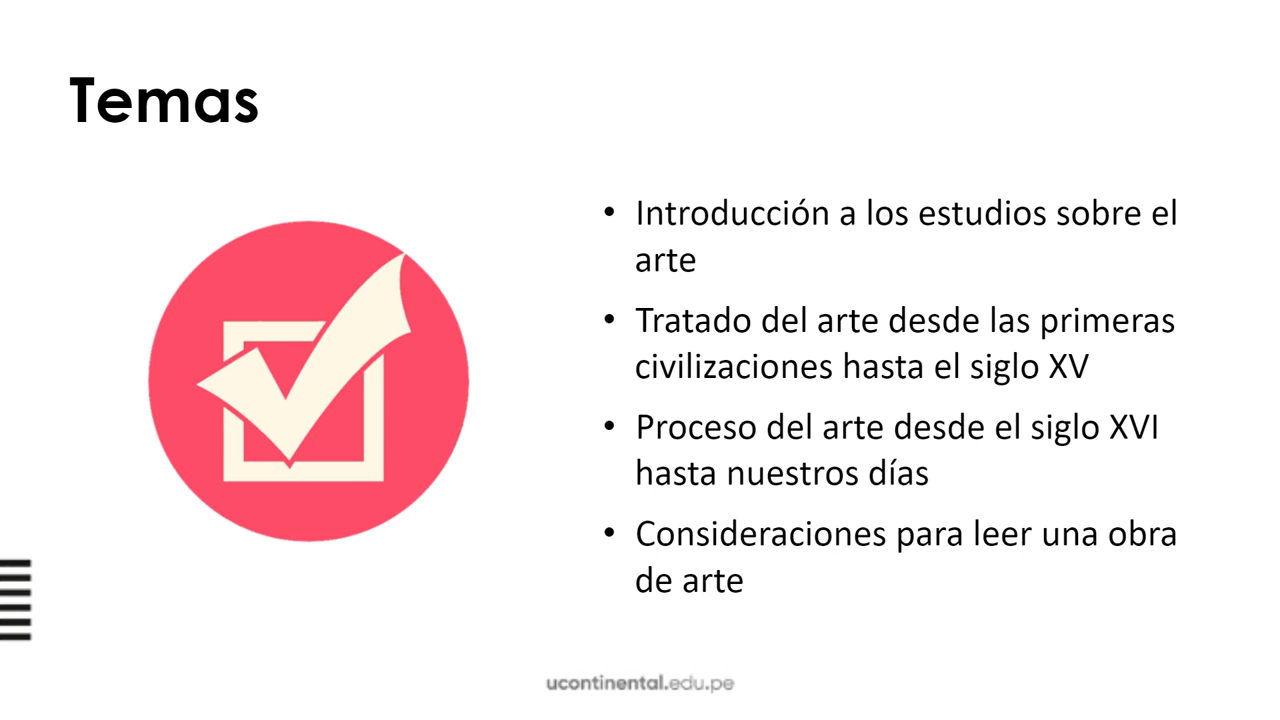 Temas
• Introducción a los estudios sobre el
arte
• Tratado del arte desde las primeras
civilizaciones hasta el siglo XV
• Proceso del arte desde el siglo XVI
hasta nuestros días
• Consideraciones para leer una obra
de arte
ucontinental.edu.pe